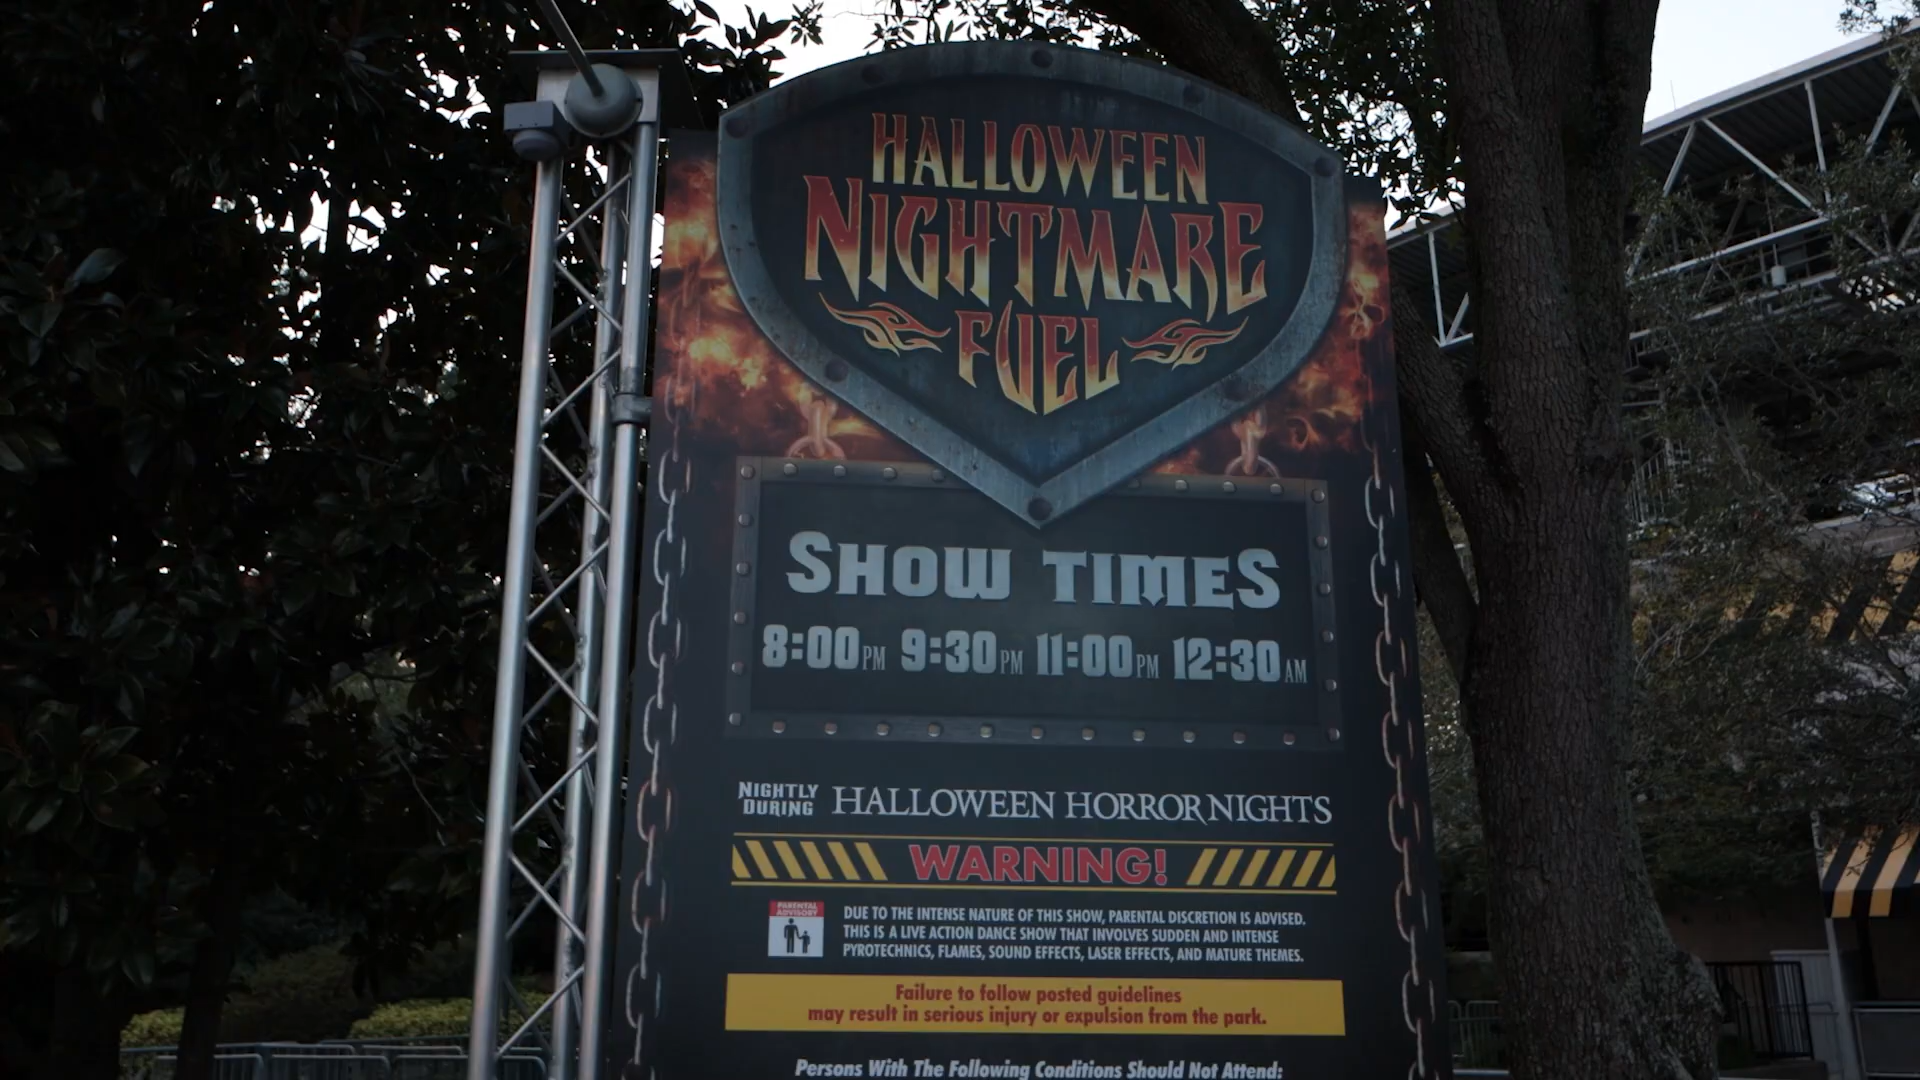 HALLOWEEN
NIGHTMARE
FUEL
SHOW TIMES
8:00PM 9:30PM 11:00PM 12:30AM
NIGHTLY DURING HALLOWEEN HORROR NIGHTS
WARNING!
PARENTAL
ADVISORY
DUE TO THE INTENSE NATURE OF THIS SHOW, PARENTAL DISCRETION IS ADVISED.
THIS IS A LIVE ACTION DANCE SHOW THAT INVOLVES SUDDEN AND INTENSE
PYROTECHNICS, FLAMES, SOUND EFFECTS, LASER EFFECTS, AND MATURE THEMES.
Failure to follow posted guidelines
may result in serious injury or expulsion from the park.
Persons With The Following Conditions Should Not Attend: